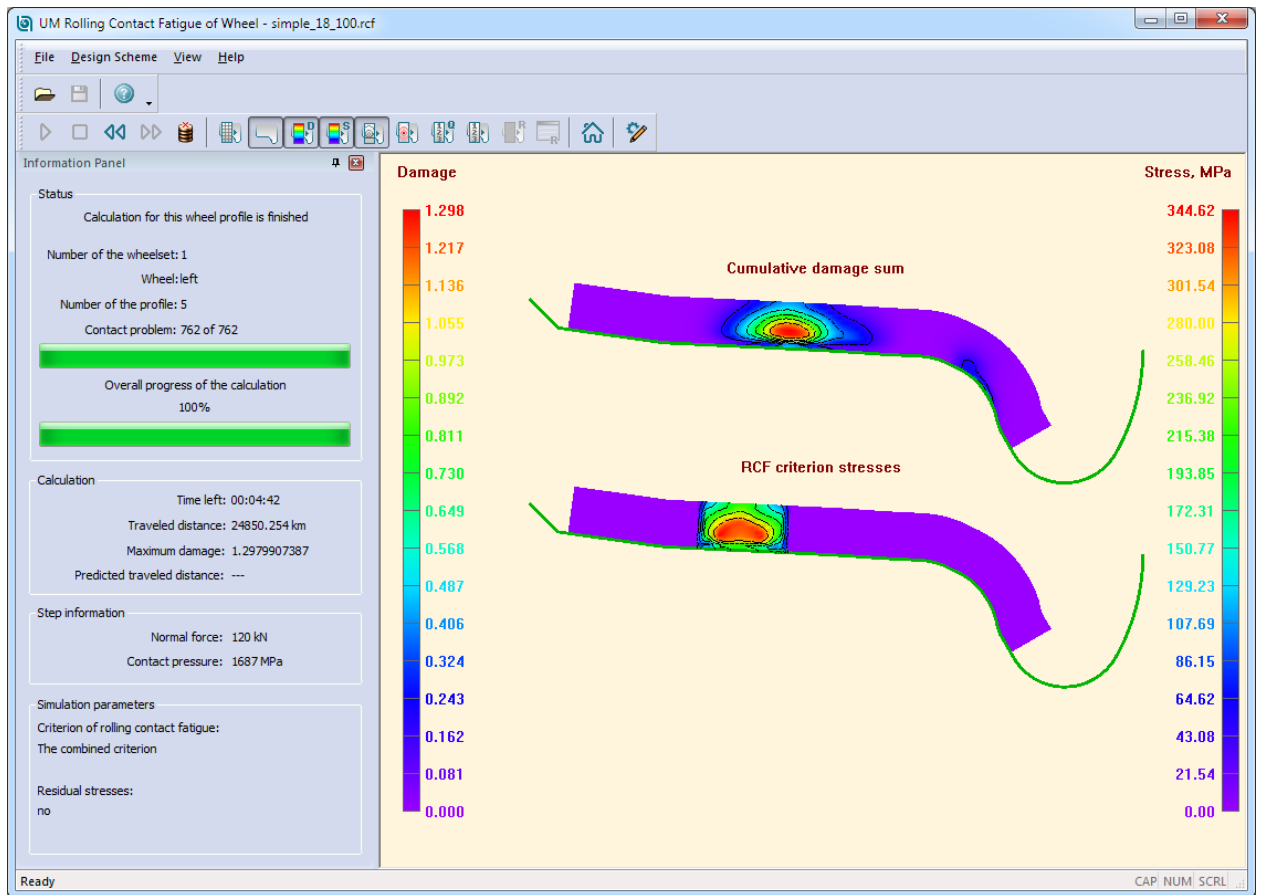 UM Rolling Contact Fatigue of Wheel - simple_18_100.rcf
File Design Scheme View Help
Information Panel
Status
Calculation for this wheel profile is finished
Number of the wheelset: 1
Wheel: left
Number of the profile: 5
Contact problem: 762 of 762
Overall progress of the calculation
100%
Calculation
Time left: 00:04:42
Traveled distance: 24850.254 km
Maximum damage: 1.2979907387
Predicted traveled distance: ---
Step information
Normal force: 120 kN
Contact pressure: 1687 MPa
Simulation parameters
Criterion of rolling contact fatigue:
The combined criterion
Residual stresses:
no
Damage
1.298
1.217
1.136
1.055
0.973
0.892
0.811
0.730
0.649
0.568
0.487
0.406
0.324
0.243
0.162
0.081
0.000
Cumulative damage sum
RCF criterion stresses
Stress, MPa
344.62
323.08
301.54
280.00
258.46
236.92
215.38
193.85
172.31
150.77
129.23
107.69
86.15
64.62
43.08
21.54
0.00
Ready
CAP NUM SCRL